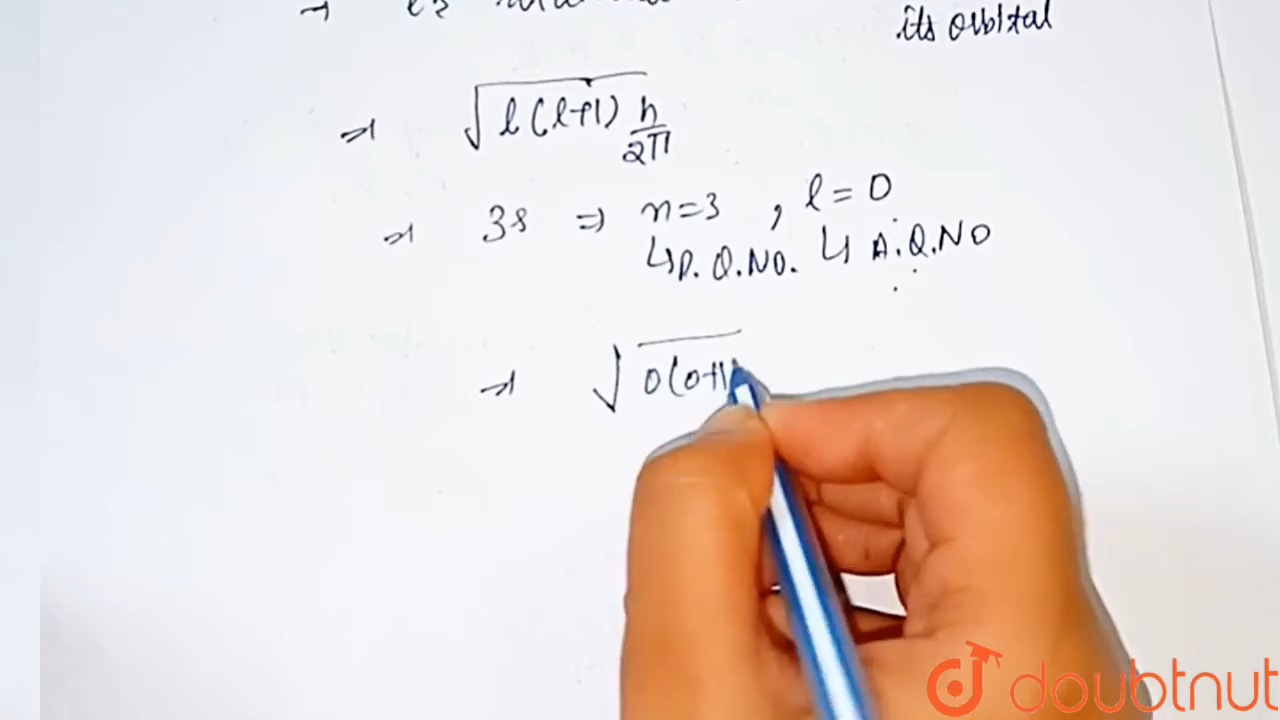 ⇒
its orbital
⇒ √l(l+1) h/2π
⇒ 3s ⇒ n=3 , l=0
↳P.Q.NO. ↳ A.Q.NO
⇒ √0(0+1
doubtnut